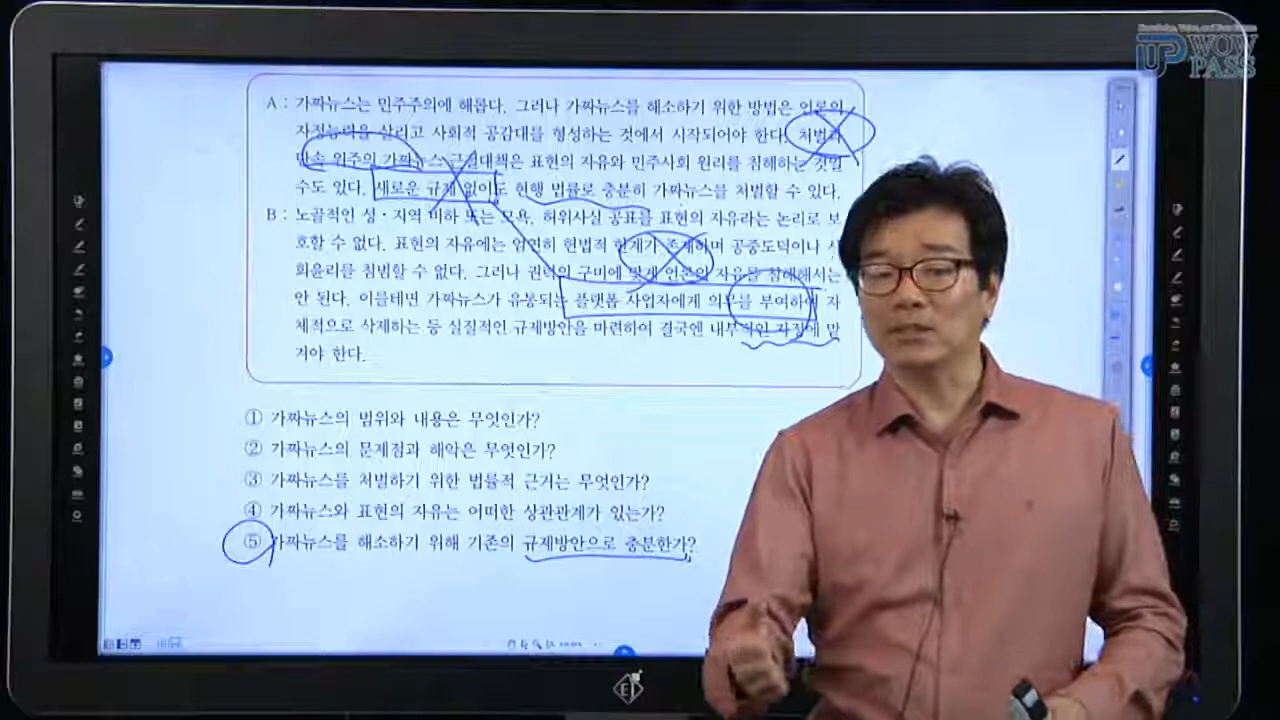 WOW
UP PASS
A : 가짜뉴스는 민주주의에 해롭다. 그러나 가짜뉴스를 해소하기 위한 방법은 언론의
자정능력을 살리고 사회적 공감대를 형성하는 것에서 시작되어야 한다. 처벌과
단속 위주의 가짜뉴스 근절대책은 표현의 자유와 민주사회 원리를 침해하는 것일
수도 있다. 새로운 규제 없이도 현행 법률로 충분히 가짜뉴스를 처벌할 수 있다.
B : 노골적인 성·지역 비하 또는 모욕, 허위사실 공표를 표현의 자유라는 논리로 보
호할 수 없다. 표현의 자유에는 엄연히 헌법적 한계가 존재하며 공중도덕이나 사
회윤리를 침범할 수 없다. 그러나 권력의 구미에 맞게 언론의 자유를 침해해서는
안 된다. 이를테면 가짜뉴스가 유통되는 플랫폼 사업자에게 의무를 부여하여 자
체적으로 삭제하는 등 실질적인 규제방안을 마련하여 결국엔 내부적인 자정에 맡
겨야 한다.
① 가짜뉴스의 범위와 내용은 무엇인가?
② 가짜뉴스의 문제점과 해악은 무엇인가?
③ 가짜뉴스를 처벌하기 위한 법률적 근거는 무엇인가?
④ 가짜뉴스와 표현의 자유는 어떠한 상관관계가 있는가?
⑤ 가짜뉴스를 해소하기 위해 기존의 규제방안으로 충분한가?